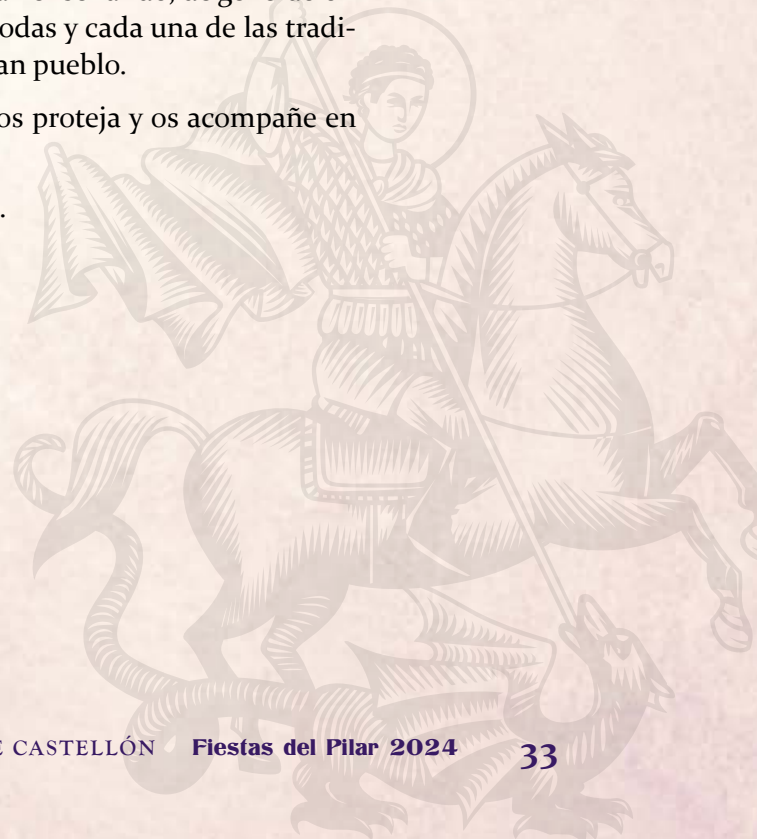 odas y cada una de las tradi-
an pueblo.
os proteja y os acompañe en
.
E CASTELLÓN Fiestas del Pilar 2024 33